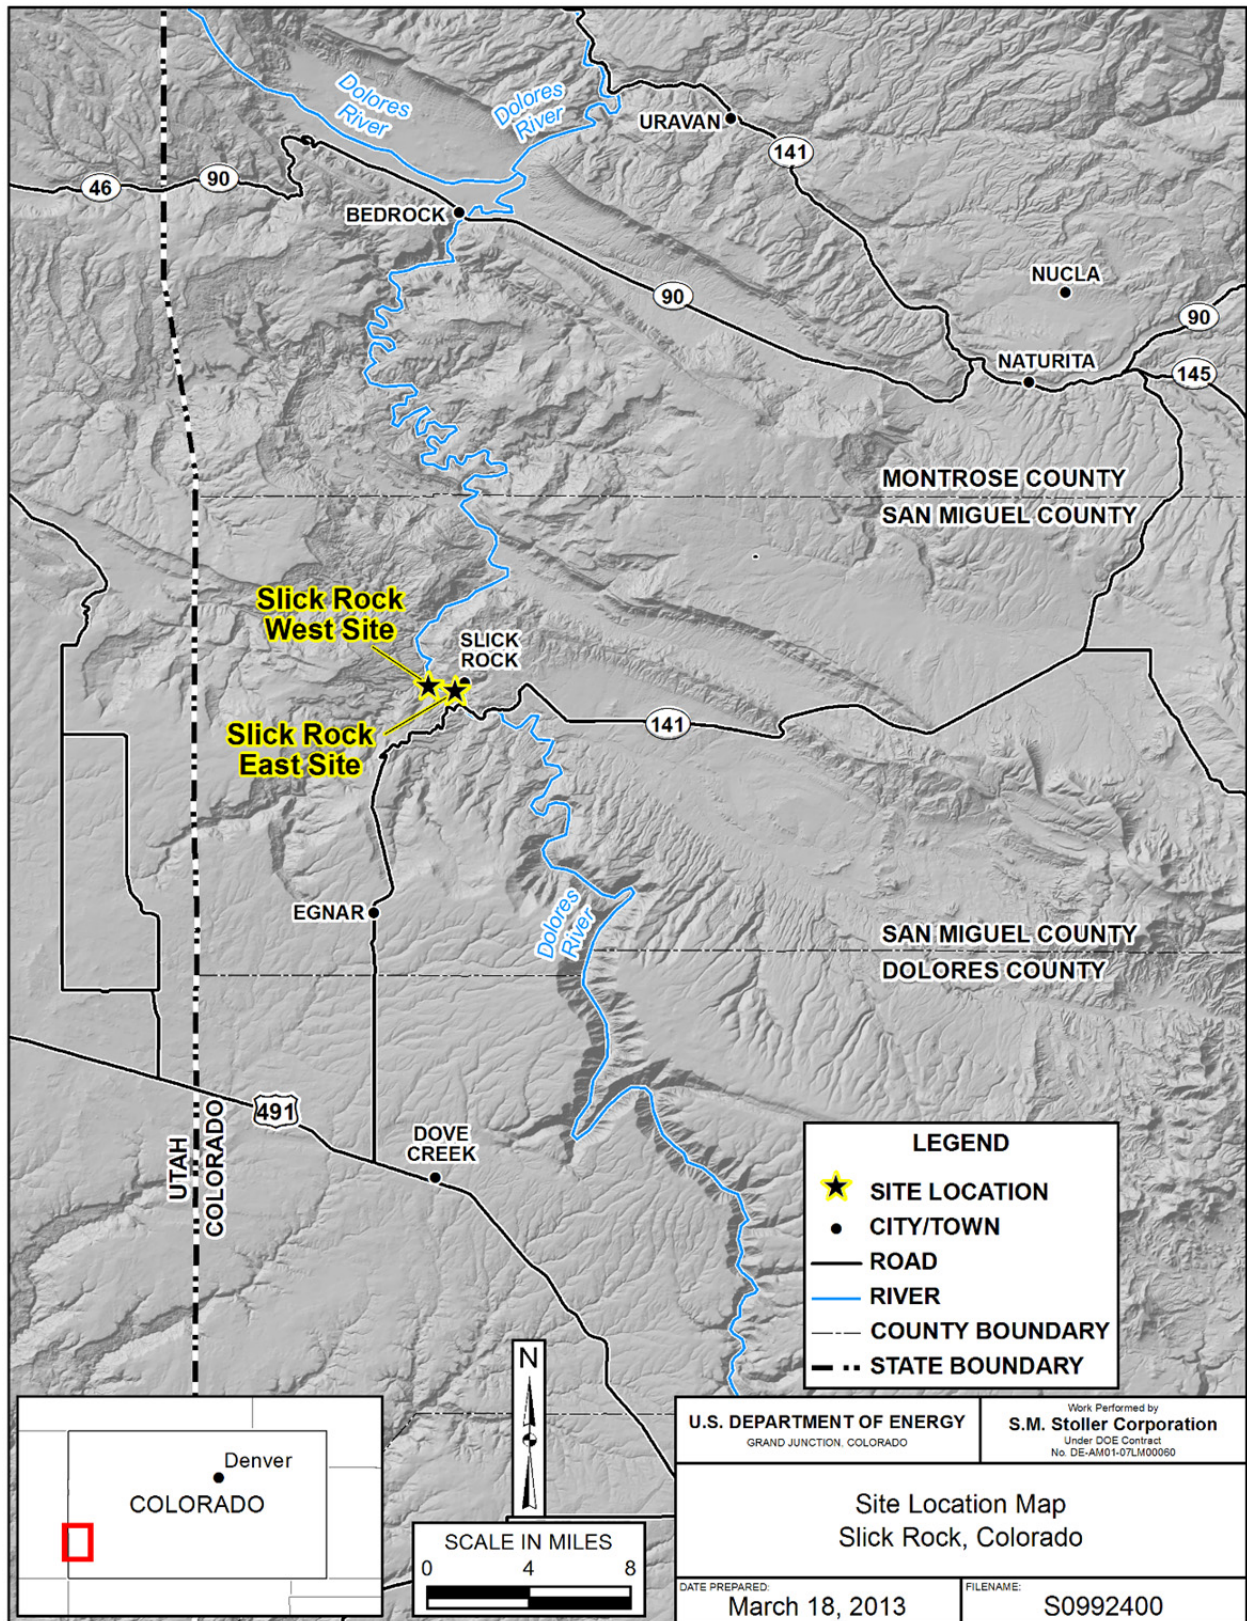 Dolores
River
Dolores
River
URAVAN
141
46
90
BEDROCK
NUCLA
90
90
NATURITA
145
MONTROSE COUNTY
SAN MIGUEL COUNTY
Slick Rock
West Site
SLICK
ROCK
Slick Rock
East Site
141
EGNAR
Dolores
River
SAN MIGUEL COUNTY
DOLORES COUNTY
491
UTAH
COLORADO
DOVE
CREEK
LEGEND
SITE LOCATION
CITY/TOWN
ROAD
RIVER
COUNTY BOUNDARY
STATE BOUNDARY
N
Denver
COLORADO
SCALE IN MILES
0 4 8
U.S. DEPARTMENT OF ENERGY
GRAND JUNCTION, COLORADO
Work Performed by
S.M. Stoller Corporation
Under DOE Contract
No. DE-AM01-07LM00060
Site Location Map
Slick Rock, Colorado
DATE PREPARED:
March 18, 2013
FILENAME:
S0992400